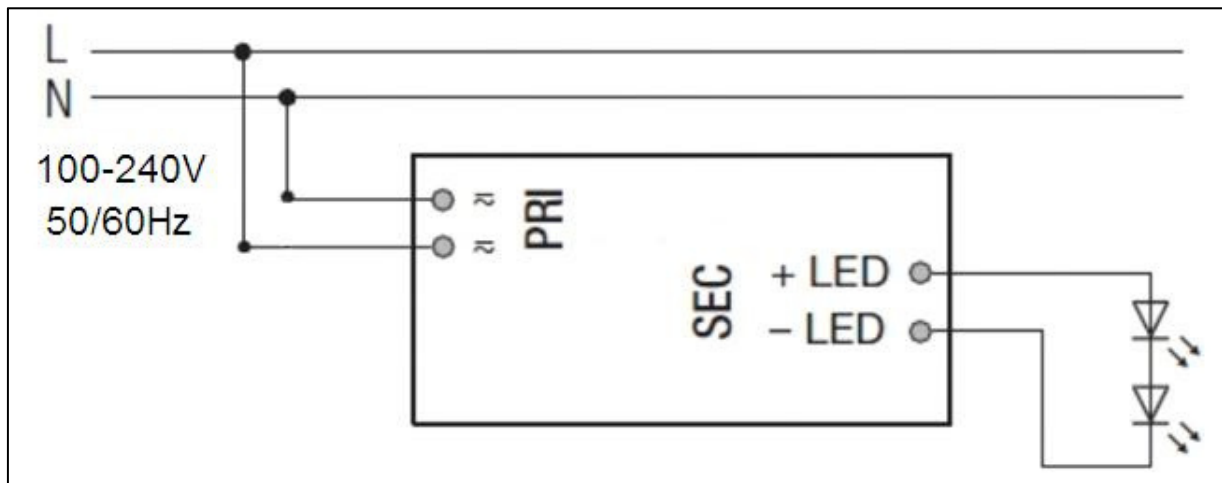 L
N
100-240V
50/60Hz
≈ PRI
≈
SEC
+ LED
− LED